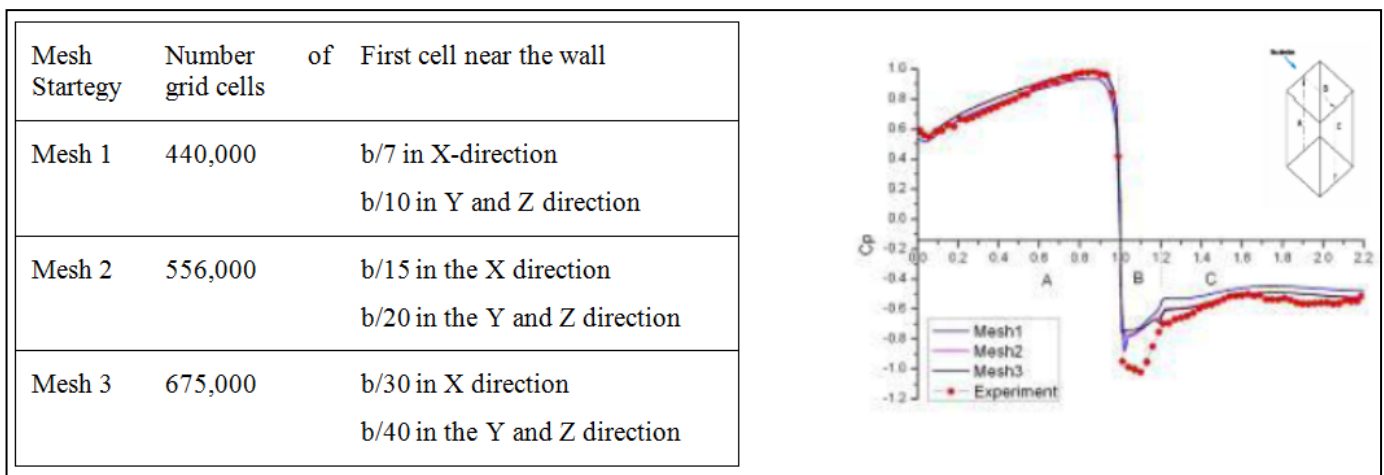 Mesh Startegy
Number of grid cells
First cell near the wall
Mesh 1
440,000
b/7 in X-direction
b/10 in Y and Z direction
Mesh 2
556,000
b/15 in the X direction
b/20 in the Y and Z direction
Mesh 3
675,000
b/30 in X direction
b/40 in the Y and Z direction
1.0
0.8
0.6
0.4
0.2
0.0
-0.2
-0.4
-0.6
-0.8
-1.0
-1.2
Cp
0.0 0.2 0.4 0.6 0.8 1.0 1.2 1.4 1.6 1.8 2.0 2.2
A B C
Mesh1
Mesh2
Mesh3
Experiment
A
B
C